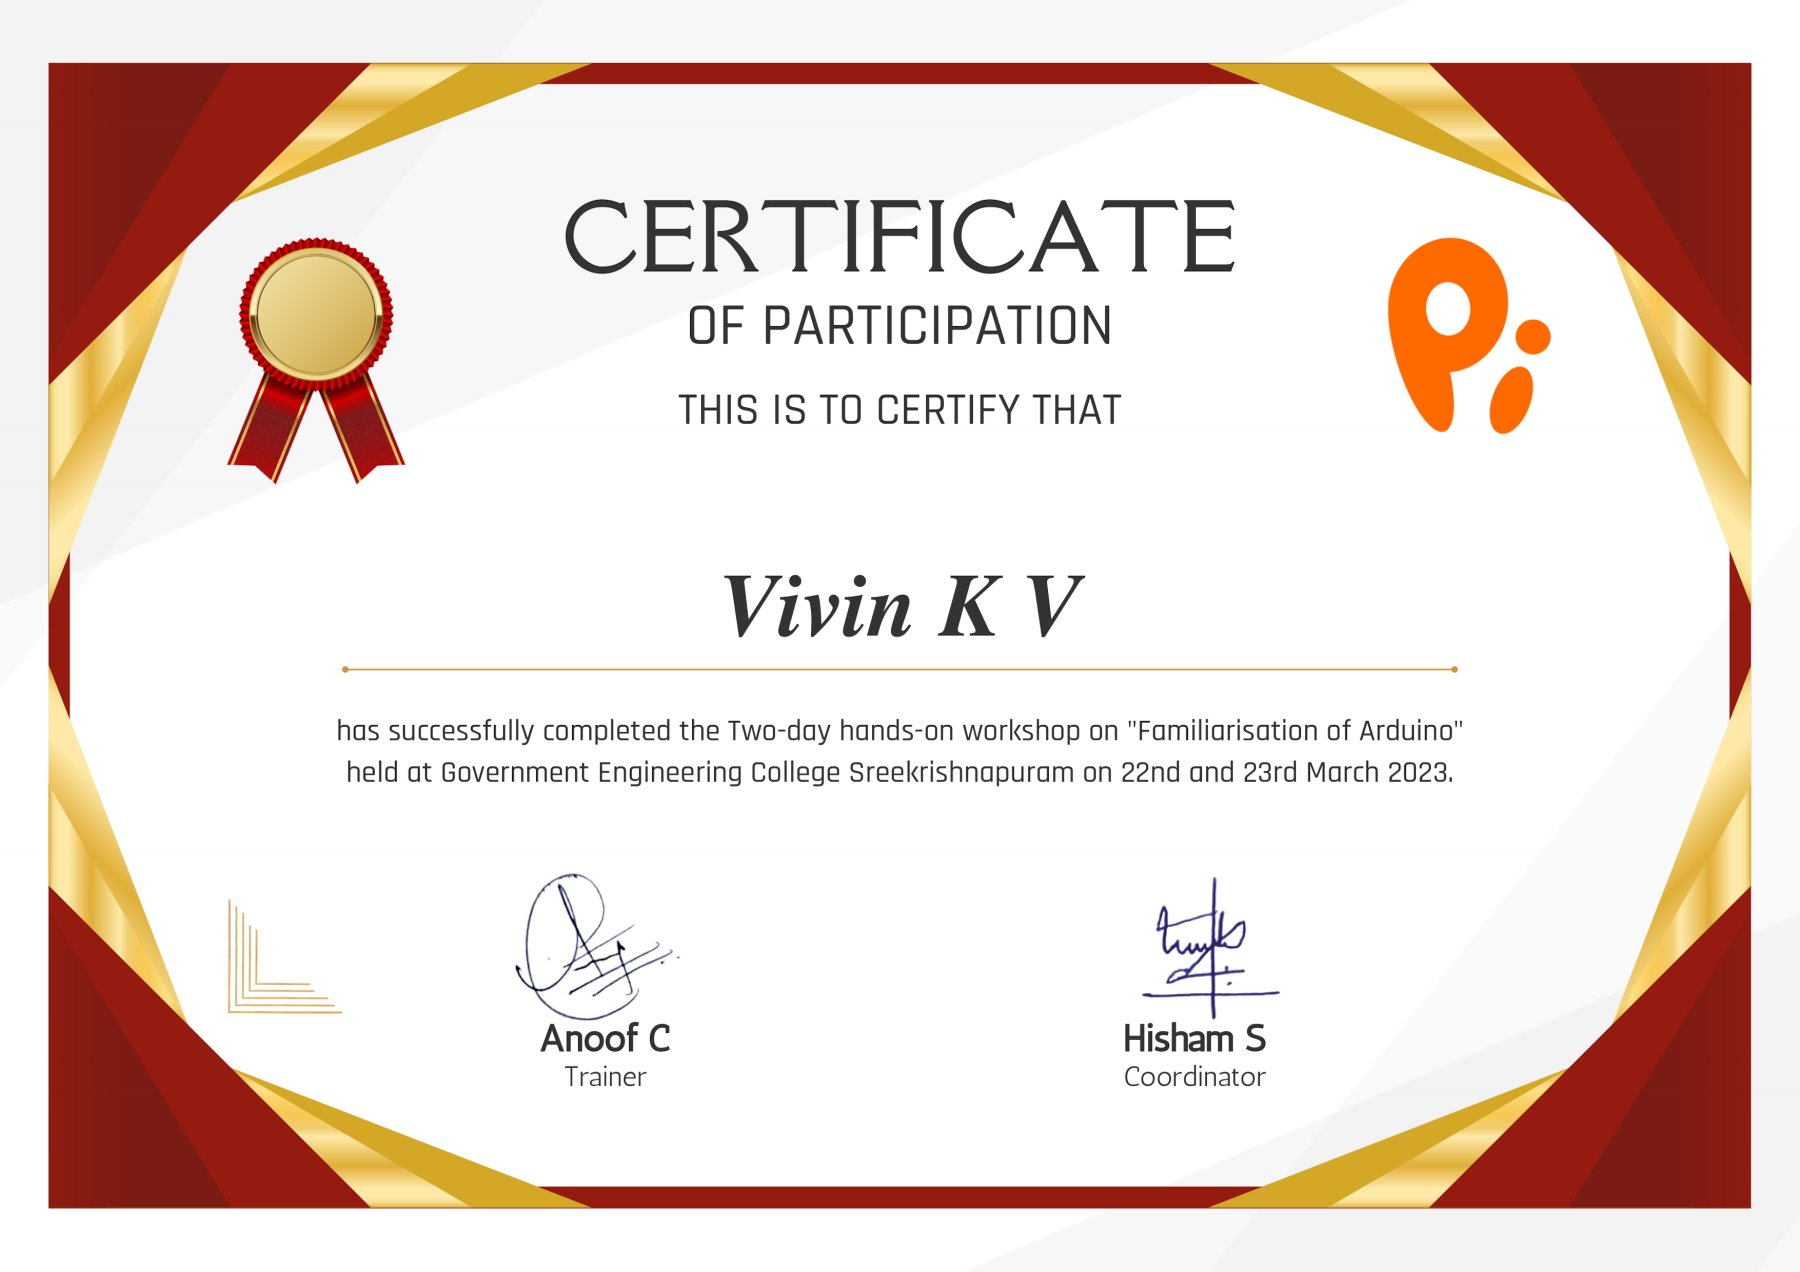 CERTIFICATE
OF PARTICIPATION
THIS IS TO CERTIFY THAT
Pi
Vivin K V
has successfully completed the Two-day hands-on workshop on "Familiarisation of Arduino"
held at Government Engineering College Sreekrishnapuram on 22nd and 23rd March 2023.
Anoof C
Trainer
Hisham S
Coordinator